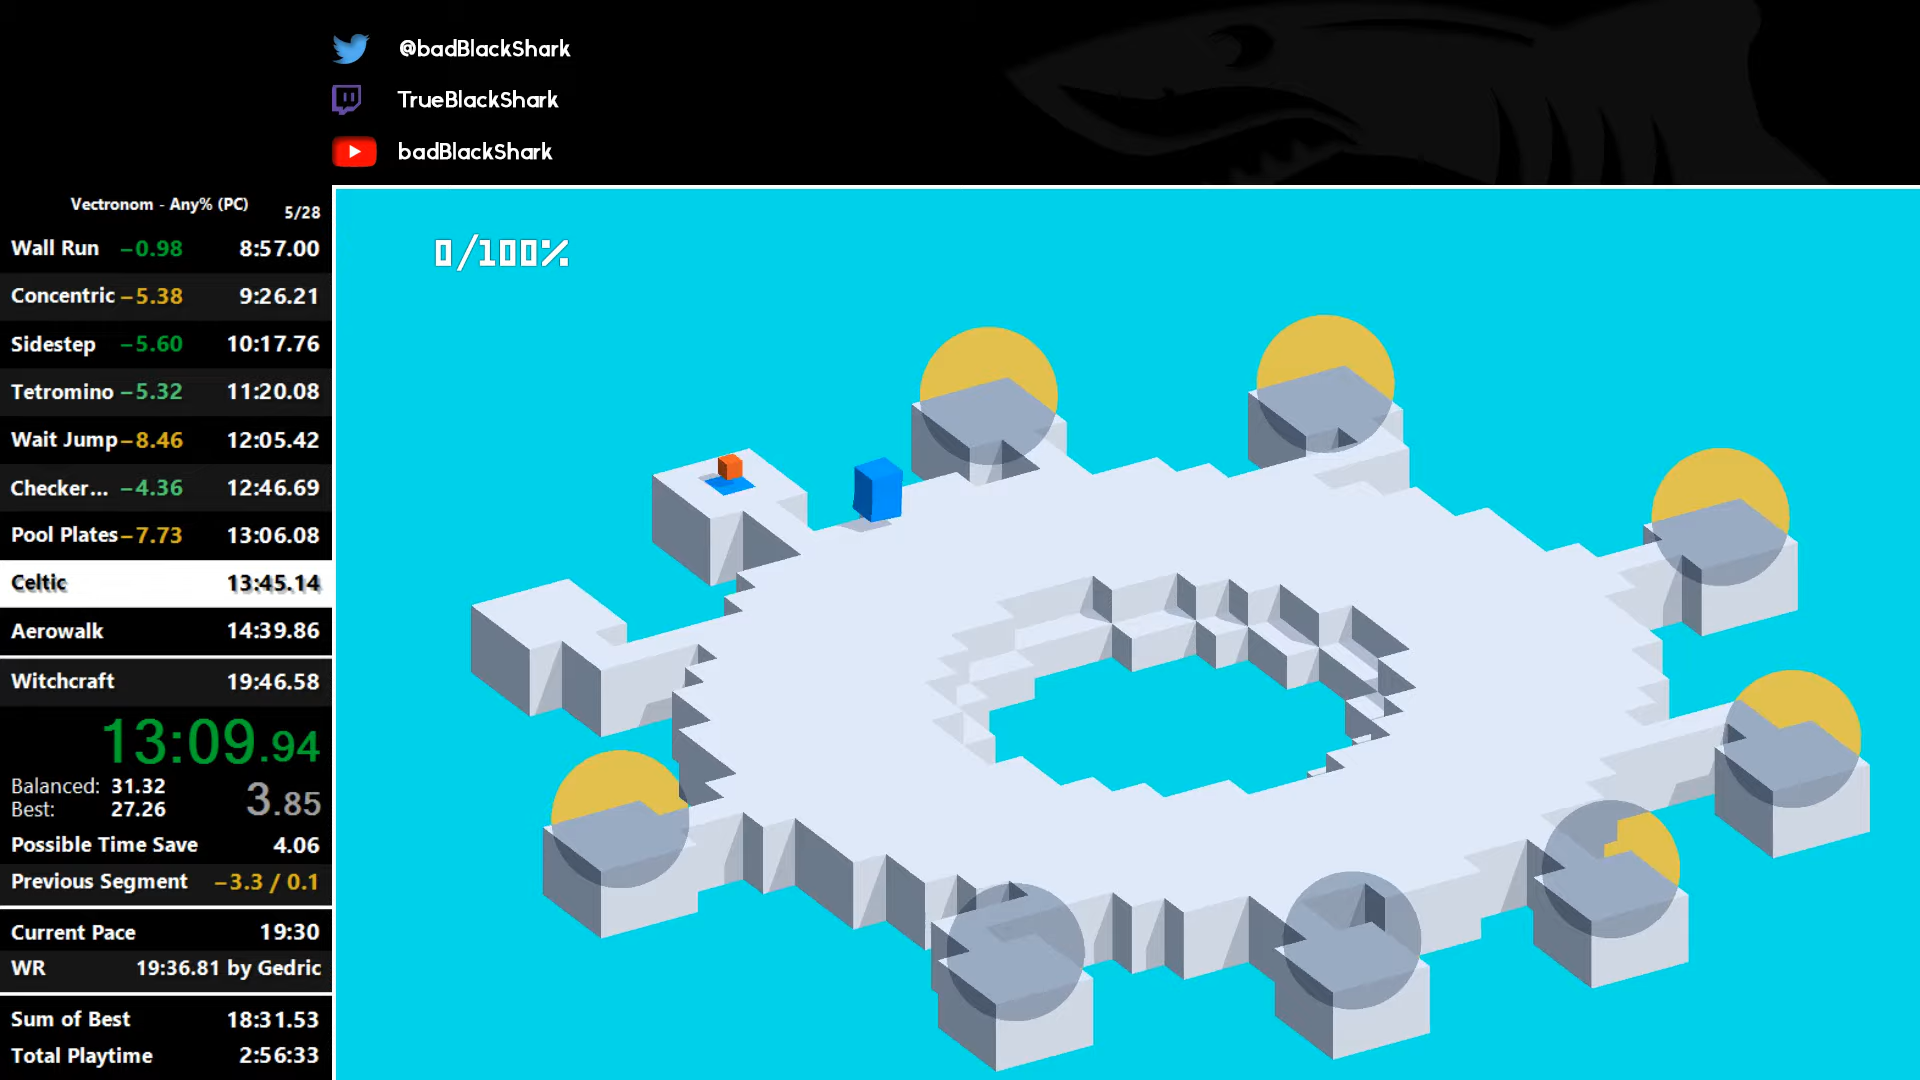 @badBlackShark
TrueBlackShark
badBlackShark
Vectronom - Any% (PC)
5/28
Wall Run -0.98 8:57.00
Concentric -5.38 9:26.21
Sidestep -5.60 10:17.76
Tetromino -5.32 11:20.08
Wait Jump -8.46 12:05.42
Checker... -4.36 12:46.69
Pool Plates -7.73 13:06.08
Celtic 13:45.14
Aerowalk 14:39.86
Witchcraft 19:46.58
13:09.94
Balanced: 31.32
Best: 27.26
3.85
Possible Time Save 4.06
Previous Segment -3.3 / 0.1
Current Pace 19:30
WR 19:36.81 by Gedric
Sum of Best 18:31.53
Total Playtime 2:56:33
0/100%